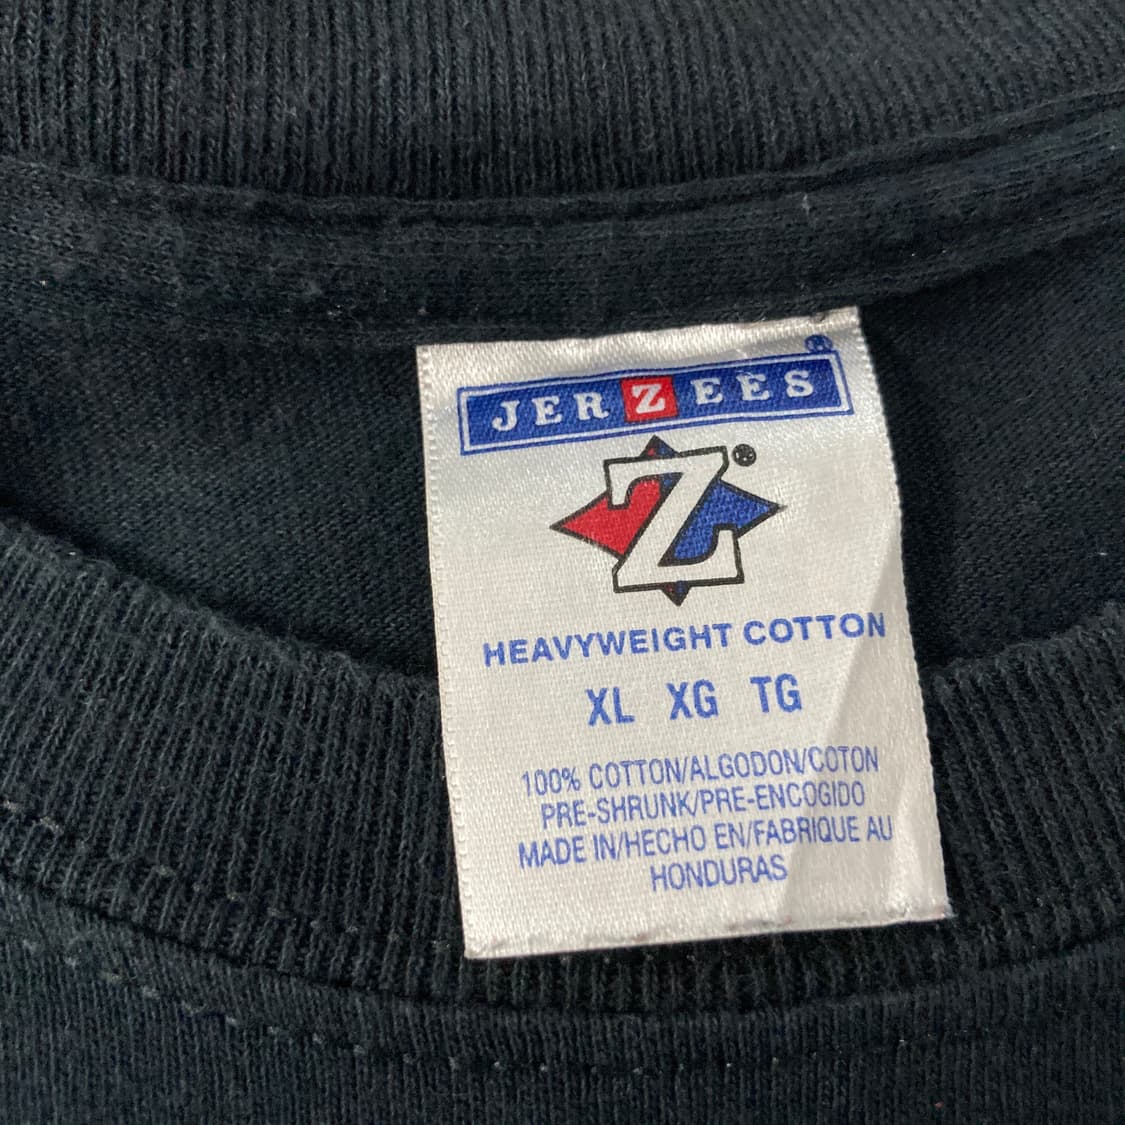 JERZEES®
Z®
HEAVYWEIGHT COTTON
XL XG TG
100% COTTON/ALGODON/COTON
PRE-SHRUNK/PRE-ENCOGIDO
MADE IN/HECHO EN/FABRIQUE AU
HONDURAS